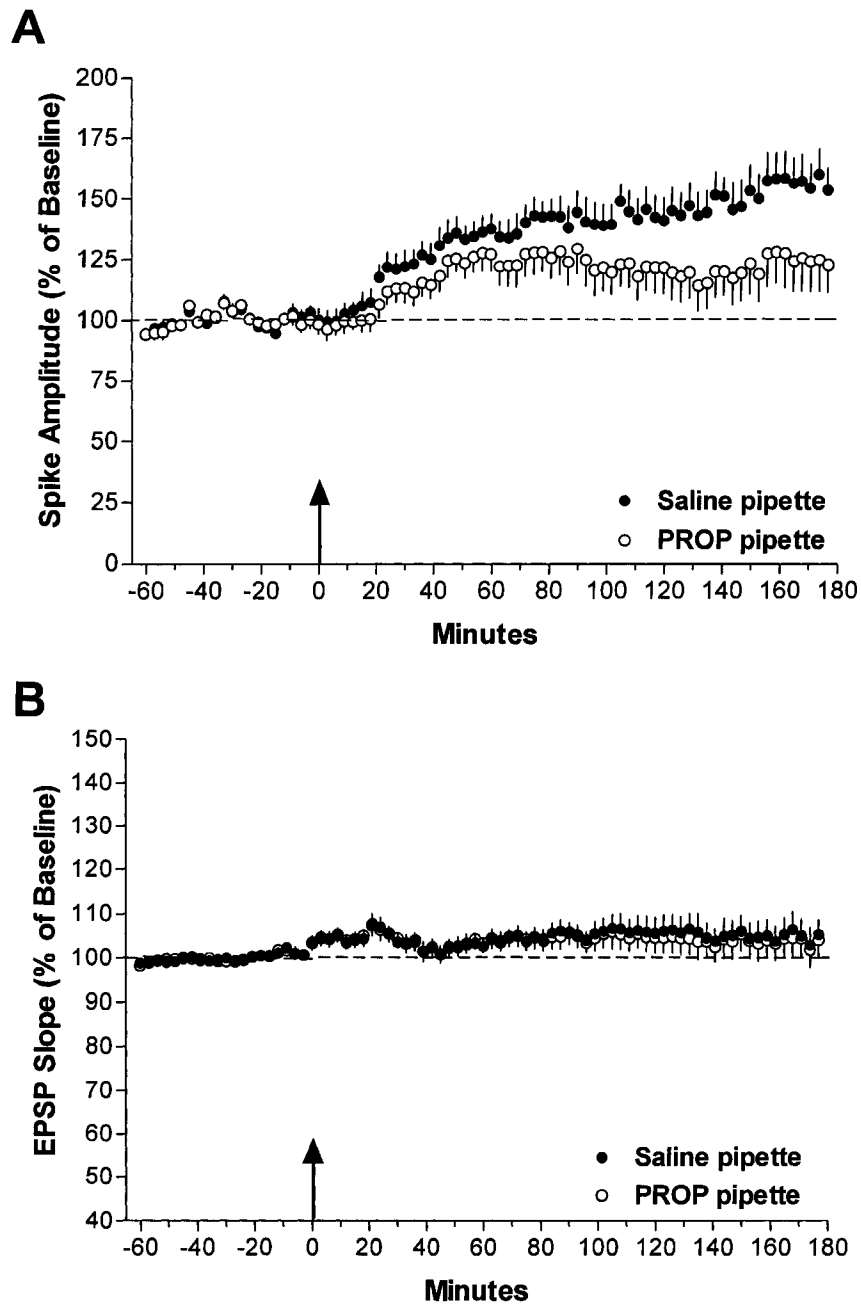 A
Spike Amplitude (% of Baseline)
200
175
150
125
100
75
50
25
0
-60 -40 -20 0 20 40 60 80 100 120 140 160 180
Minutes
Saline pipette
PROP pipette
B
EPSP Slope (% of Baseline)
150
140
130
120
110
100
90
80
70
60
50
40
-60 -40 -20 0 20 40 60 80 100 120 140 160 180
Minutes
Saline pipette
PROP pipette